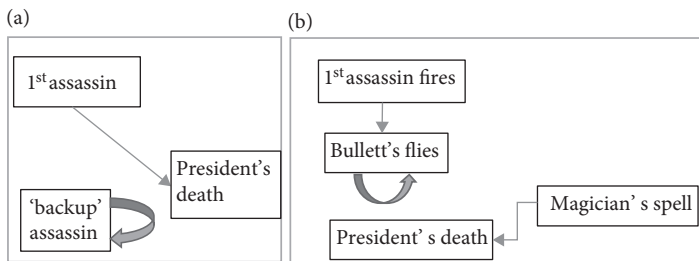 (a)
1st assassin
President's
death
'backup'
assassin
(b)
1st assassin fires
Bullett's flies
President' s death
Magician' s spell